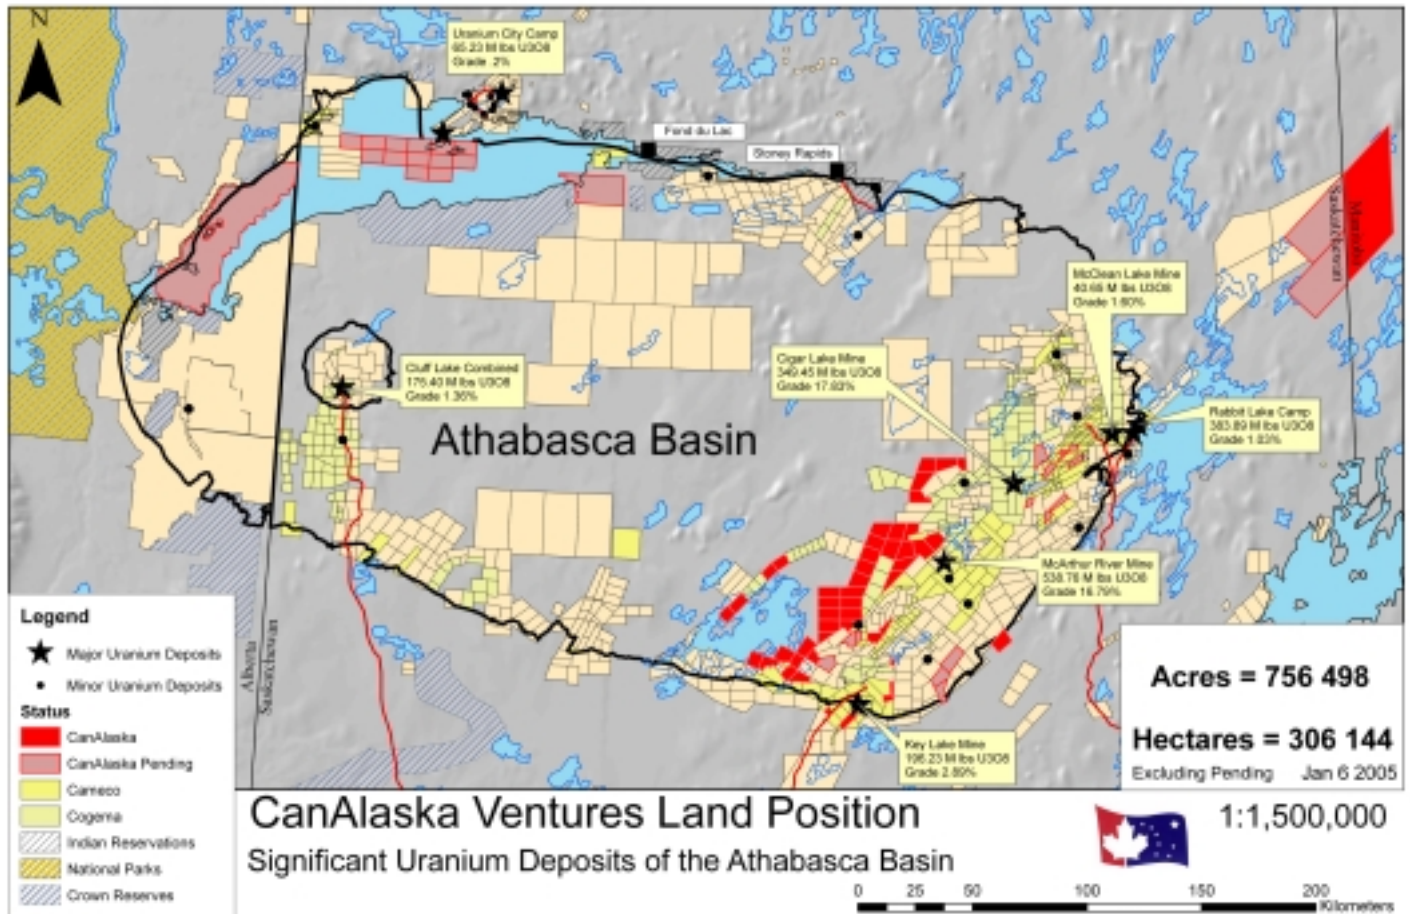 N
Uranium City Camp
65.23 M lbs U3O8
Grade .2%
Fond du Lac
Stoney Rapids
Saskatchewan
Manitoba
McClean Lake Mine
40.65 M lbs U3O8
Grade 1.60%
Cigar Lake Mine
349.45 M lbs U3O8
Grade 17.83%
Cluff Lake Combined
175.40 M lbs U3O8
Grade 1.36%
Rabbit Lake Camp
383.89 M lbs U3O8
Grade 1.03%
Athabasca Basin
McArthur River Mine
538.78 M lbs U3O8
Grade 16.79%
Key Lake Mine
196.23 M lbs U3O8
Grade 2.89%
Alberta
Saskatchewan
Legend
Major Uranium Deposits
Minor Uranium Deposits
Status
CanAlaska
CanAlaska Pending
Cameco
Cogema
Indian Reservations
National Parks
Crown Reserves
Acres = 756 498
Hectares = 306 144
Excluding Pending Jan 6 2005
CanAlaska Ventures Land Position
Significant Uranium Deposits of the Athabasca Basin
1:1,500,000
0 25 50 100 150 200
Kilometers